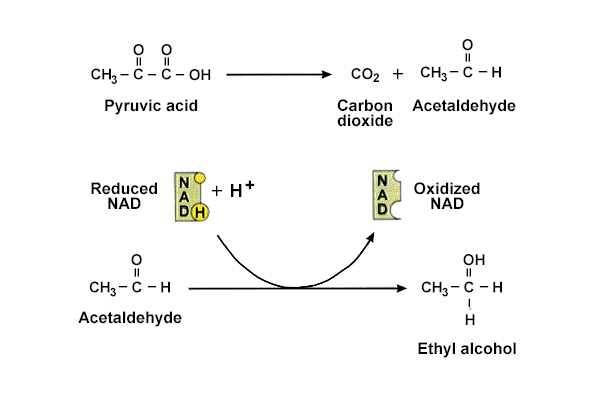 O O O
CH3 – C – C – OH CO2 + CH3 – C – H
Pyruvic acid Carbon dioxide Acetaldehyde
Reduced NAD NADH + H+ NAD Oxidized NAD
O OH
CH3 – C – H CH3 – C – H
H
Acetaldehyde
Ethyl alcohol